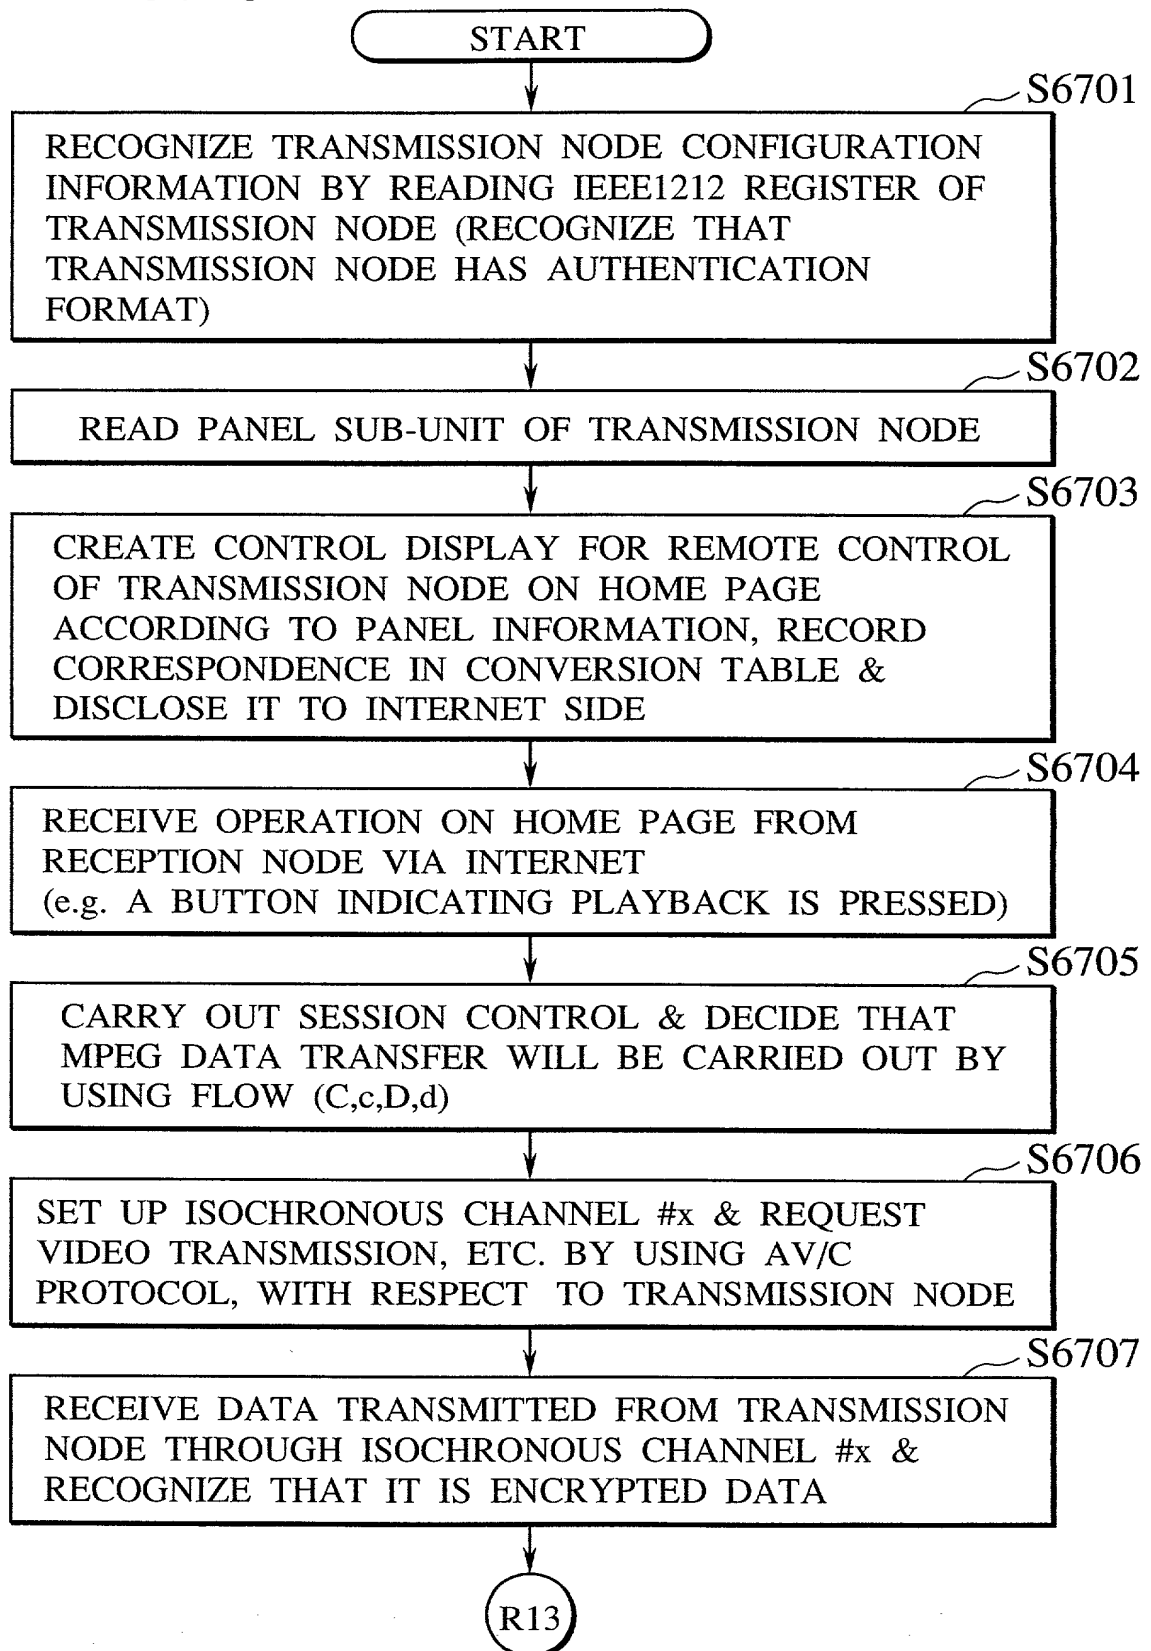 START
S6701
RECOGNIZE TRANSMISSION NODE CONFIGURATION
INFORMATION BY READING IEEE1212 REGISTER OF
TRANSMISSION NODE (RECOGNIZE THAT
TRANSMISSION NODE HAS AUTHENTICATION
FORMAT)
S6702
READ PANEL SUB-UNIT OF TRANSMISSION NODE
S6703
CREATE CONTROL DISPLAY FOR REMOTE CONTROL
OF TRANSMISSION NODE ON HOME PAGE
ACCORDING TO PANEL INFORMATION, RECORD
CORRESPONDENCE IN CONVERSION TABLE &
DISCLOSE IT TO INTERNET SIDE
S6704
RECEIVE OPERATION ON HOME PAGE FROM
RECEPTION NODE VIA INTERNET
(e.g. A BUTTON INDICATING PLAYBACK IS PRESSED)
S6705
CARRY OUT SESSION CONTROL & DECIDE THAT
MPEG DATA TRANSFER WILL BE CARRIED OUT BY
USING FLOW (C,c,D,d)
S6706
SET UP ISOCHRONOUS CHANNEL #x & REQUEST
VIDEO TRANSMISSION, ETC. BY USING AV/C
PROTOCOL, WITH RESPECT TO TRANSMISSION NODE
S6707
RECEIVE DATA TRANSMITTED FROM TRANSMISSION
NODE THROUGH ISOCHRONOUS CHANNEL #x &
RECOGNIZE THAT IT IS ENCRYPTED DATA
R13